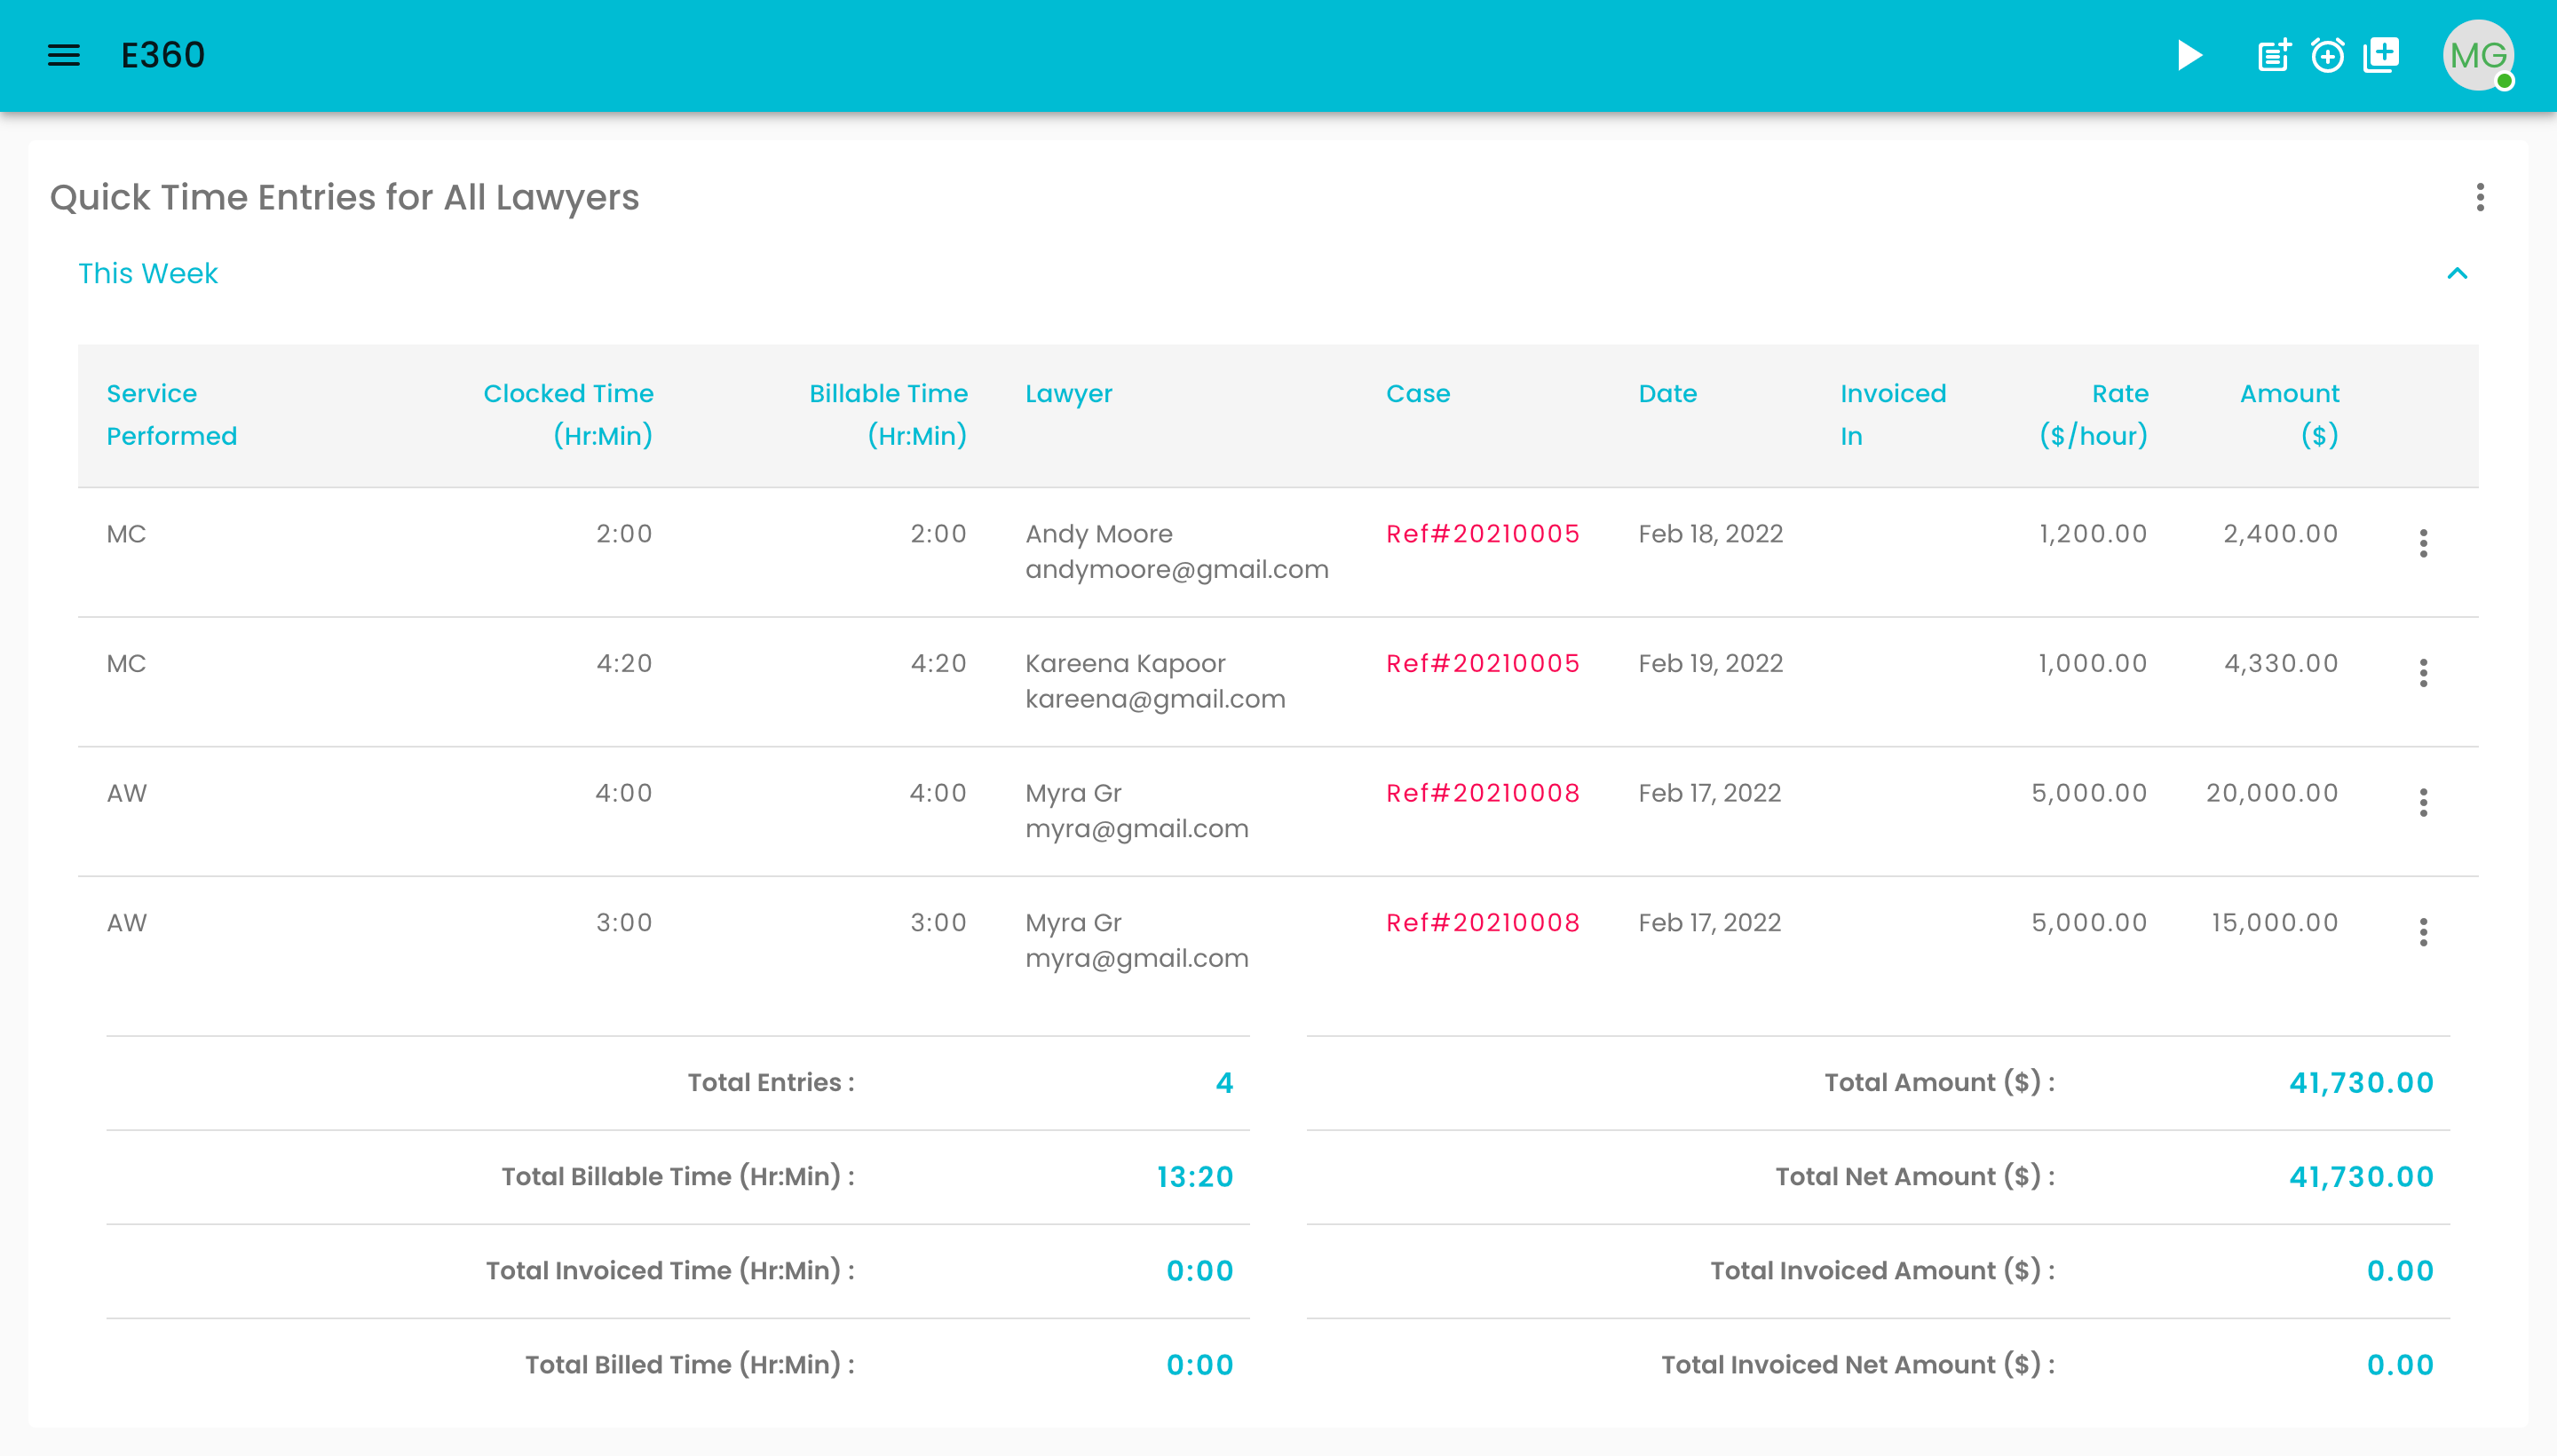 E360
MG
Quick Time Entries for All Lawyers
This Week
Service Performed Clocked Time (Hr:Min) Billable Time (Hr:Min) Lawyer Case Date Invoiced In Rate ($/hour) Amount ($)
MC 2:00 2:00 Andy Moore Ref#20210005 Feb 18, 2022 1,200.00 2,400.00
andymoore@gmail.com
MC 4:20 4:20 Kareena Kapoor Ref#20210005 Feb 19, 2022 1,000.00 4,330.00
kareena@gmail.com
AW 4:00 4:00 Myra Gr Ref#20210008 Feb 17, 2022 5,000.00 20,000.00
myra@gmail.com
AW 3:00 3:00 Myra Gr Ref#20210008 Feb 17, 2022 5,000.00 15,000.00
myra@gmail.com
Total Entries : 4 Total Amount ($) : 41,730.00
Total Billable Time (Hr:Min) : 13:20 Total Net Amount ($) : 41,730.00
Total Invoiced Time (Hr:Min) : 0:00 Total Invoiced Amount ($) : 0.00
Total Billed Time (Hr:Min) : 0:00 Total Invoiced Net Amount ($) : 0.00